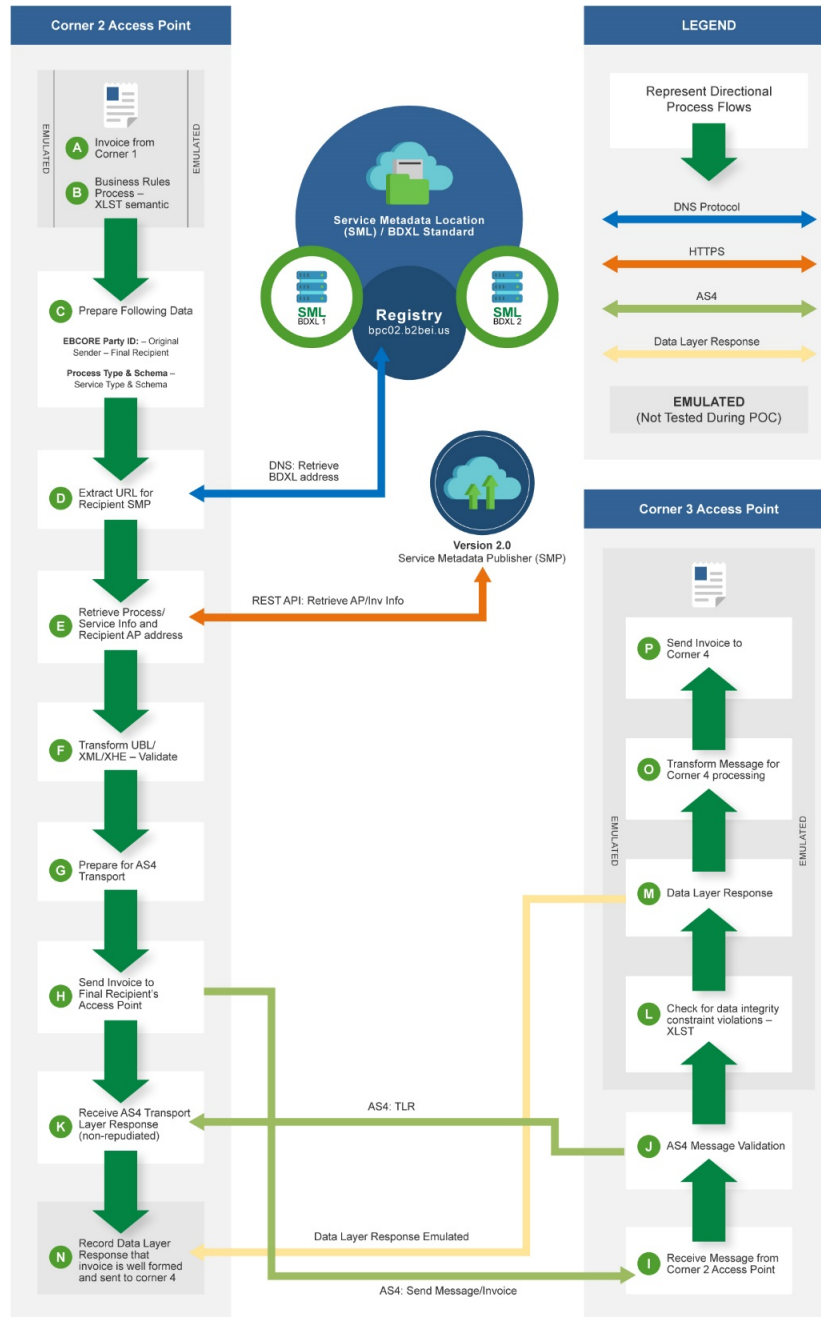 Corner 2 Access Point
EMULATED
EMULATED
A
Invoice from
Corner 1
B
Business Rules
Process –
XLST semantic
C
Prepare Following Data
EBCORE Party ID: – Original
Sender – Final Recipient
Process Type & Schema –
Service Type & Schema
D
Extract URL for
Recipient SMP
E
Retrieve Process/
Service Info and
Recipient AP address
F
Transform UBL/
XML/XHE – Validate
G
Prepare for AS4
Transport
H
Send Invoice to
Final Recipient's
Access Point
K
Receive AS4 Transport
Layer Response
(non-repudiated)
N
Record Data Layer
Response that
invoice is well formed
and sent to corner 4
Service Metadata Location
(SML) / BDXL Standard
SML
BDXL 1
SML
BDXL 2
Registry
bpc02.b2bei.us
DNS: Retrieve
BDXL address
Version 2.0
Service Metadata Publisher (SMP)
REST API: Retrieve AP/Inv Info
AS4: TLR
Data Layer Response Emulated
AS4: Send Message/Invoice
LEGEND
Represent Directional
Process Flows
DNS Protocol
HTTPS
AS4
Data Layer Response
EMULATED
(Not Tested During POC)
Corner 3 Access Point
P
Send Invoice to
Corner 4
O
Transform Message for
Corner 4 processing
EMULATED
EMULATED
M
Data Layer Response
L
Check for data integrity
constraint violations –
XLST
J
AS4 Message Validation
I
Receive Message from
Corner 2 Access Point